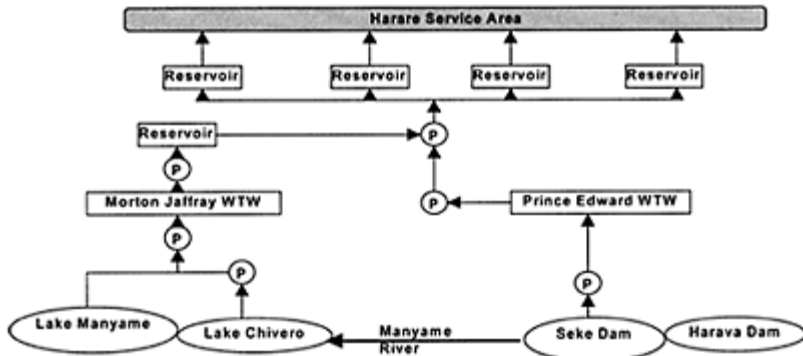 Harare Service Area
Reservoir Reservoir Reservoir Reservoir
Reservoir
P
P
Morton Jaffray WTW
P
Prince Edward WTW
P
P
P
Lake Manyame
Lake Chivero
Manyame
River
Seke Dam
Harava Dam